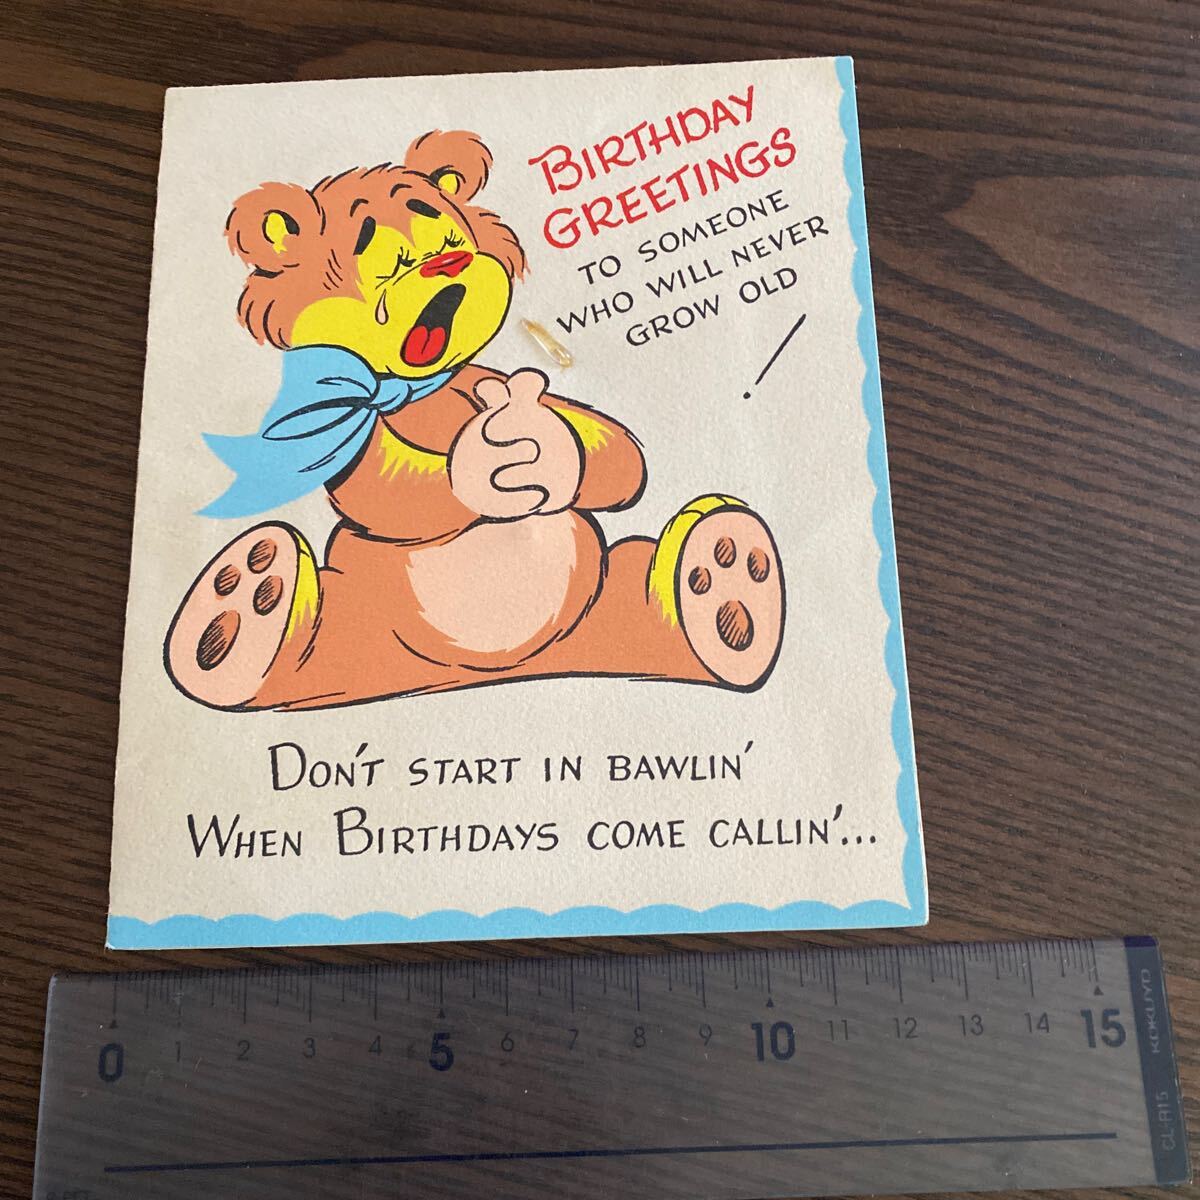 BIRTHDAY
GREETINGS
TO SOMEONE
WHO WILL NEVER
GROW OLD
!
DON'T START IN BAWLIN'
WHEN BIRTHDAYS COME CALLIN'...
0 1 2 3 4 5 6 7 8 9 10 11 12 13 14 15
KOKUYO
CL-R15